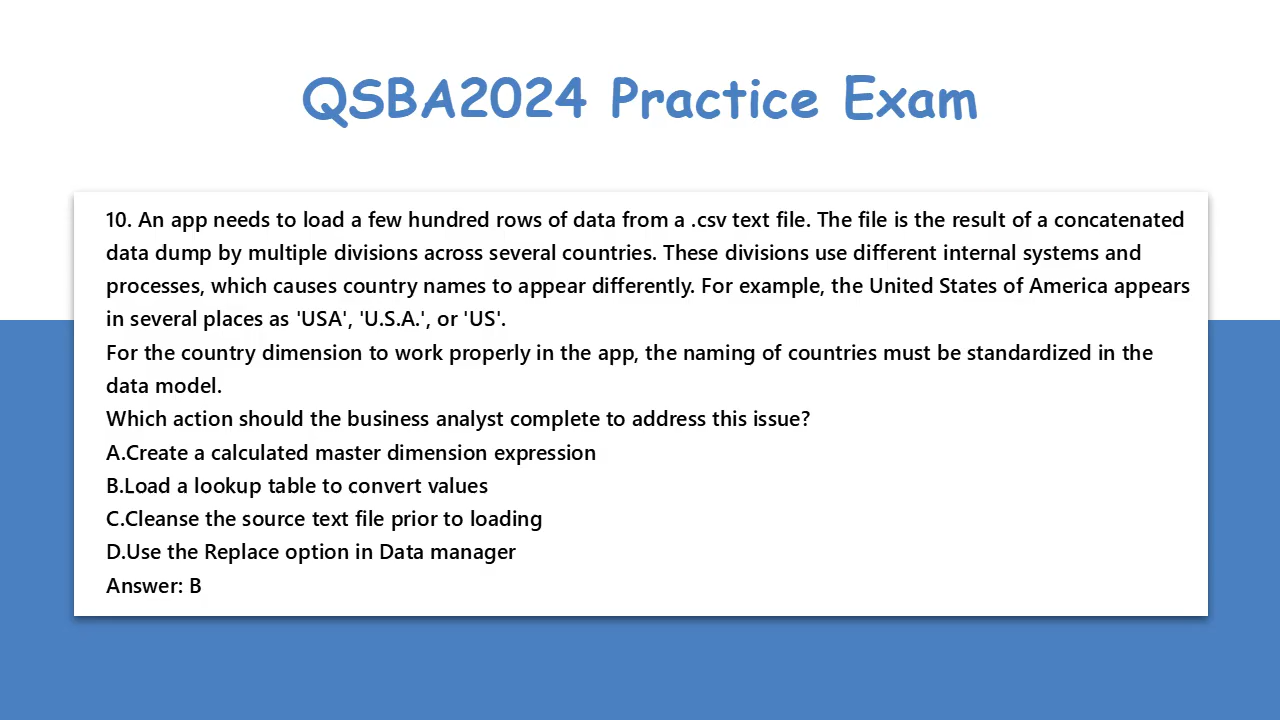 QSBA2024 Practice Exam
10. An app needs to load a few hundred rows of data from a .csv text file. The file is the result of a concatenated
data dump by multiple divisions across several countries. These divisions use different internal systems and
processes, which causes country names to appear differently. For example, the United States of America appears
in several places as 'USA', 'U.S.A.', or 'US'.
For the country dimension to work properly in the app, the naming of countries must be standardized in the
data model.
Which action should the business analyst complete to address this issue?
A.Create a calculated master dimension expression
B.Load a lookup table to convert values
C.Cleanse the source text file prior to loading
D.Use the Replace option in Data manager
Answer: B